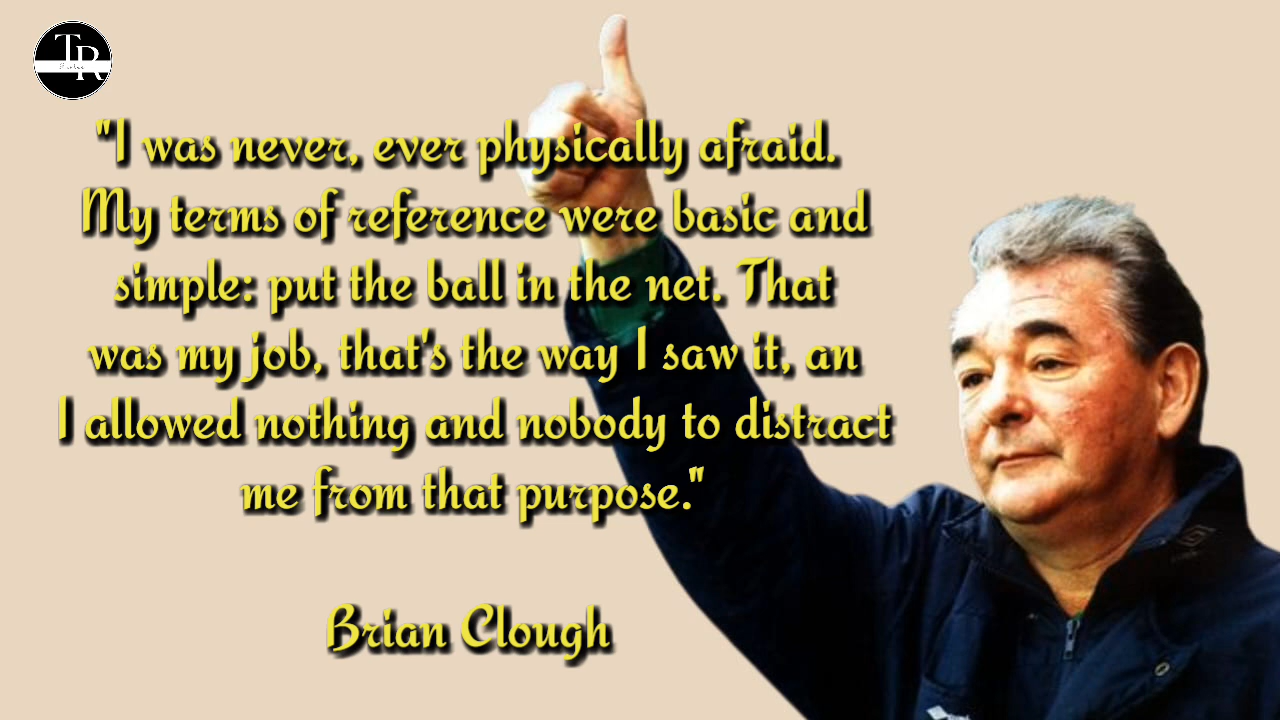 TR
"I was never, ever physically afraid.
My terms of reference were basic and
simple: put the ball in the net. That
was my job, that's the way I saw it, an
I allowed nothing and nobody to distract
me from that purpose."
Brian Clough